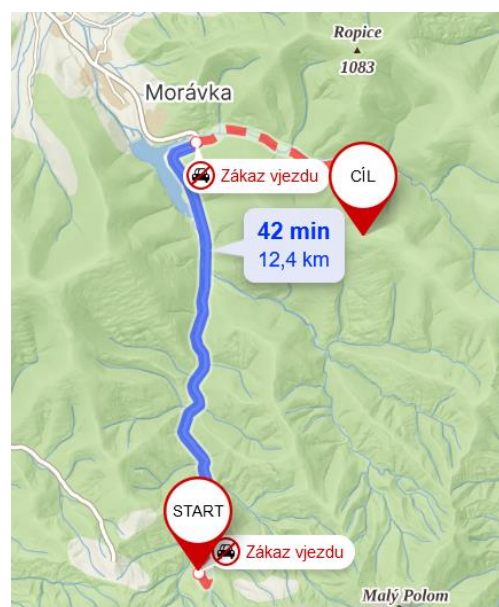 Ropice
1083
Morávka
Zákaz vjezdu
CÍL
42 min
12,4 km
START
Zákaz vjezdu
Malý Polom